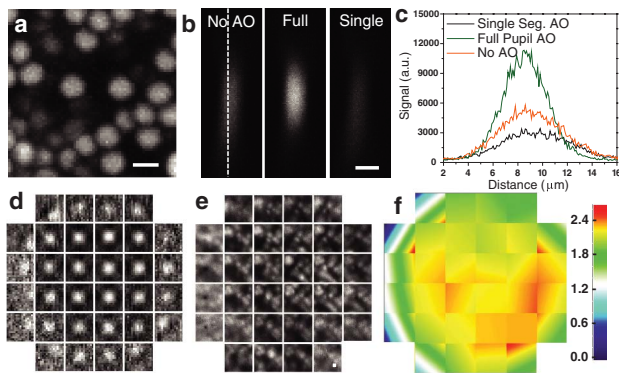 a
b
No AO
Full
Single
c
Single Seg. AO
Full Pupil AO
No AO
Signal (a.u.)
15000
12000
9000
6000
3000
0
2 4 6 8 10 12 14 16
Distance (μm)
d
e
f
2.4
1.8
1.2
0.6
0.0